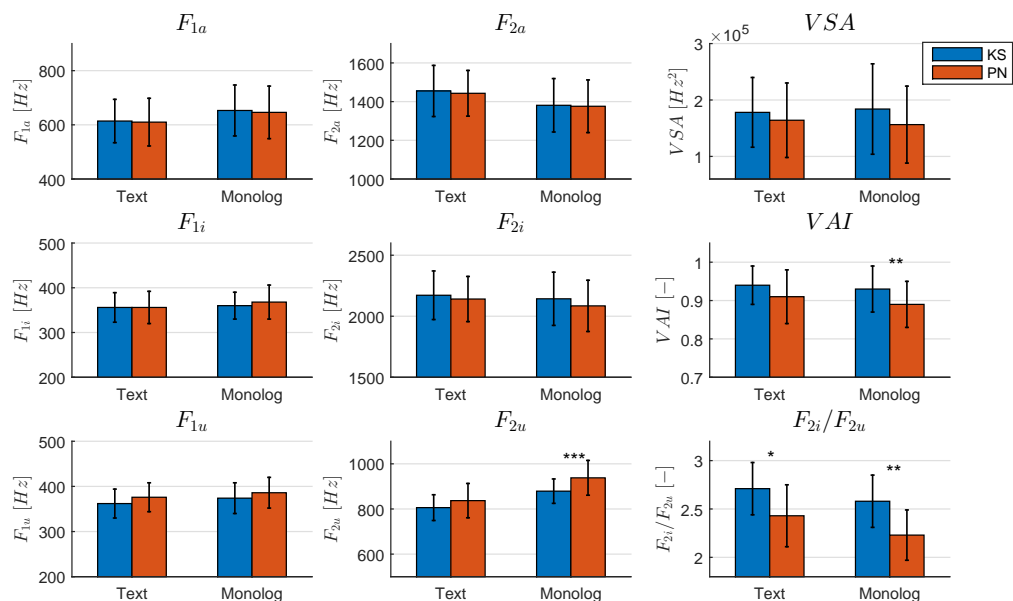 F1a
F1a [Hz]
800
600
400
Text Monolog
F2a
F2a [Hz]
1600
1400
1200
1000
Text Monolog
VSA
×10^5
VSA [Hz^2]
3
2
1
Text Monolog
KS
PN
F1i
F1i [Hz]
500
400
300
200
Text Monolog
F2i
F2i [Hz]
2500
2000
1500
Text Monolog
VAI
VAI [−]
1
0.9
0.8
0.7
**
Text Monolog
F1u
F1u [Hz]
500
400
300
200
Text Monolog
F2u
F2u [Hz]
1000
800
600
***
Text Monolog
F2i/F2u
F2i/F2u [−]
3
2.5
2
*
**
Text Monolog